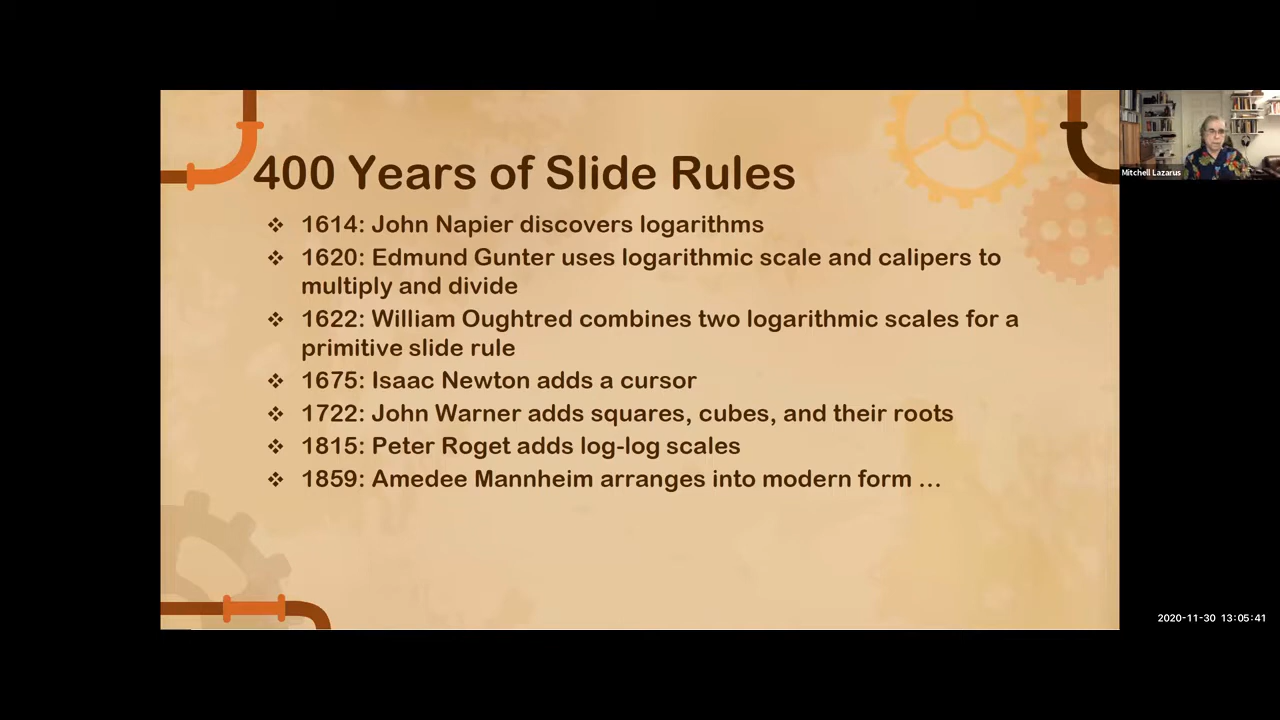 400 Years of Slide Rules
❖ 1614: John Napier discovers logarithms
❖ 1620: Edmund Gunter uses logarithmic scale and calipers to
multiply and divide
❖ 1622: William Oughtred combines two logarithmic scales for a
primitive slide rule
❖ 1675: Isaac Newton adds a cursor
❖ 1722: John Warner adds squares, cubes, and their roots
❖ 1815: Peter Roget adds log-log scales
❖ 1859: Amedee Mannheim arranges into modern form …
Mitchell Lazarus
2020-11-30 13:05:41